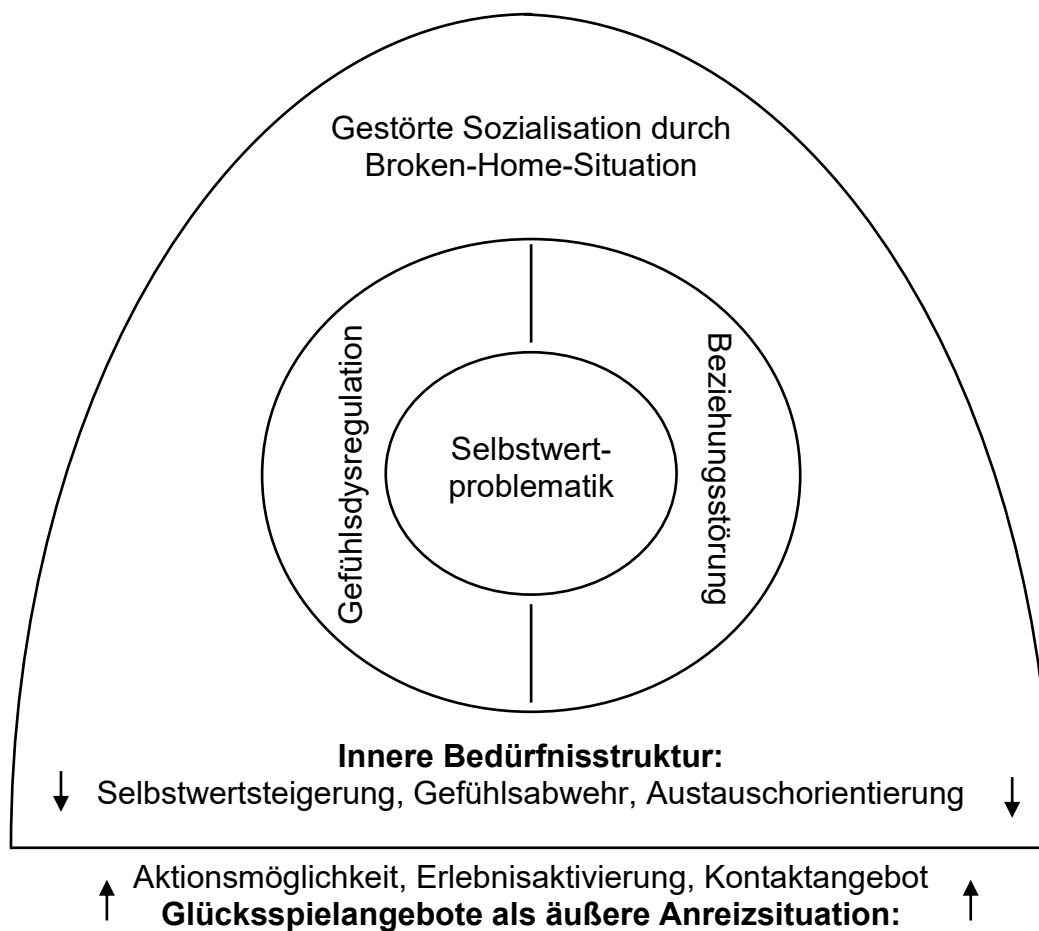 Gestörte Sozialisation durch
Broken-Home-Situation
Gefühlsdysregulation
Selbstwert-
problematik
Beziehungsstörung
Innere Bedürfnisstruktur:
Selbstwertsteigerung, Gefühlsabwehr, Austauschorientierung
Aktionsmöglichkeit, Erlebnisaktivierung, Kontaktangebot
Glücksspielangebote als äußere Anreizsituation: